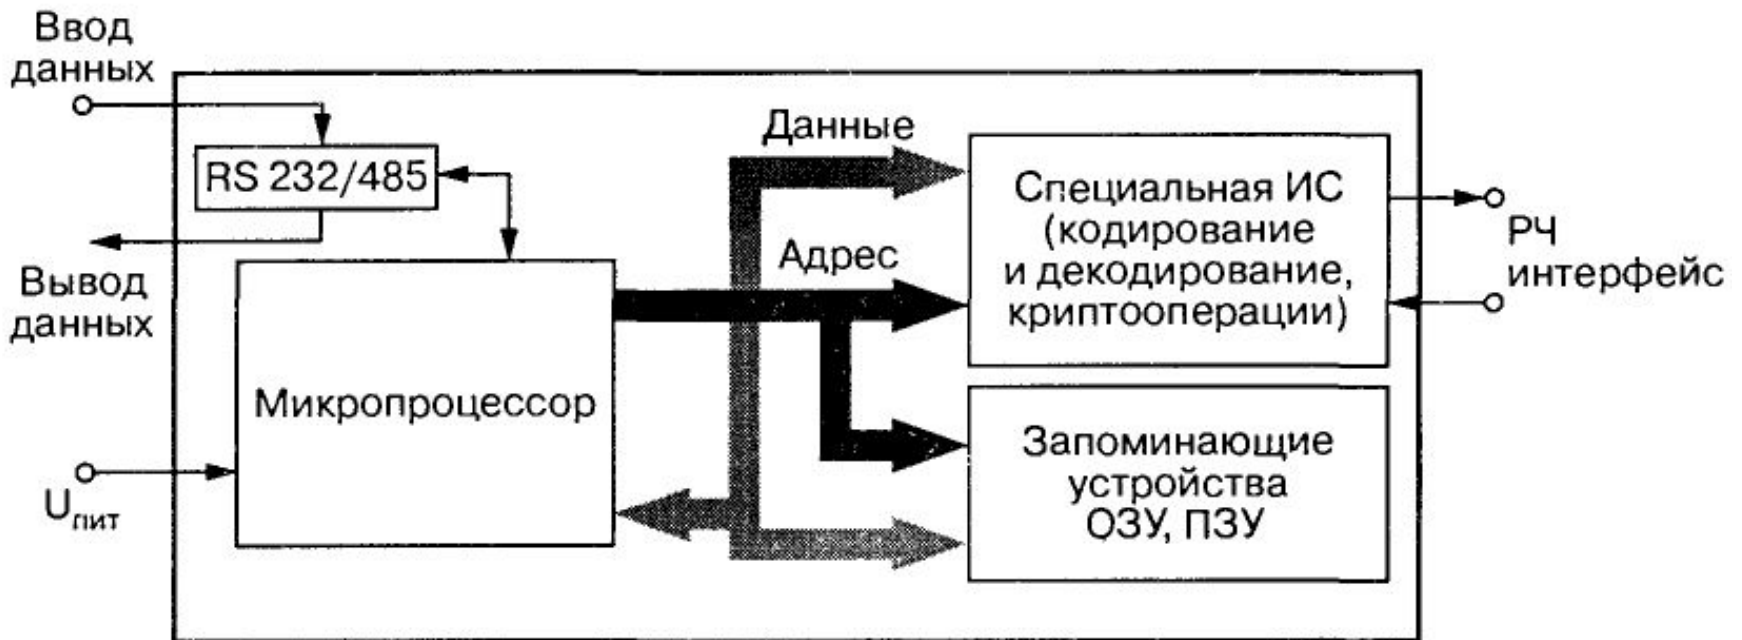 Ввод
данных
RS 232/485
Вывод
данных
Микропроцессор
Uпит
Данные
Адрес
Специальная ИС
(кодирование
и декодирование,
криптооперации)
РЧ
интерфейс
Запоминающие
устройства
ОЗУ, ПЗУ